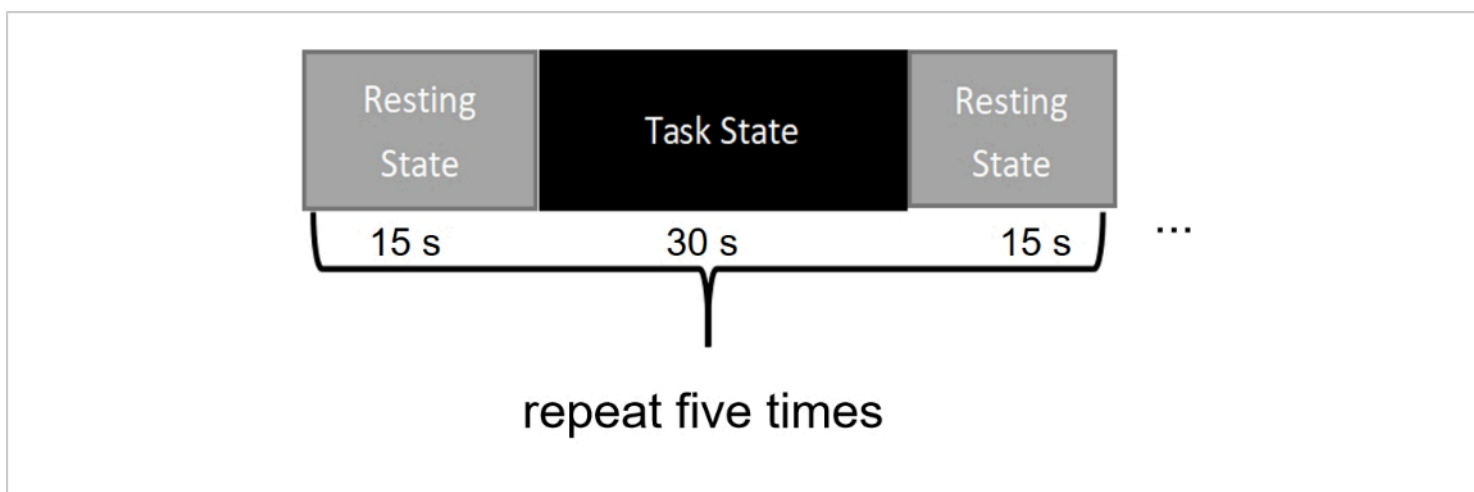 Resting
State
Task State
Resting
State
15 s
30 s
15 s
...
repeat five times